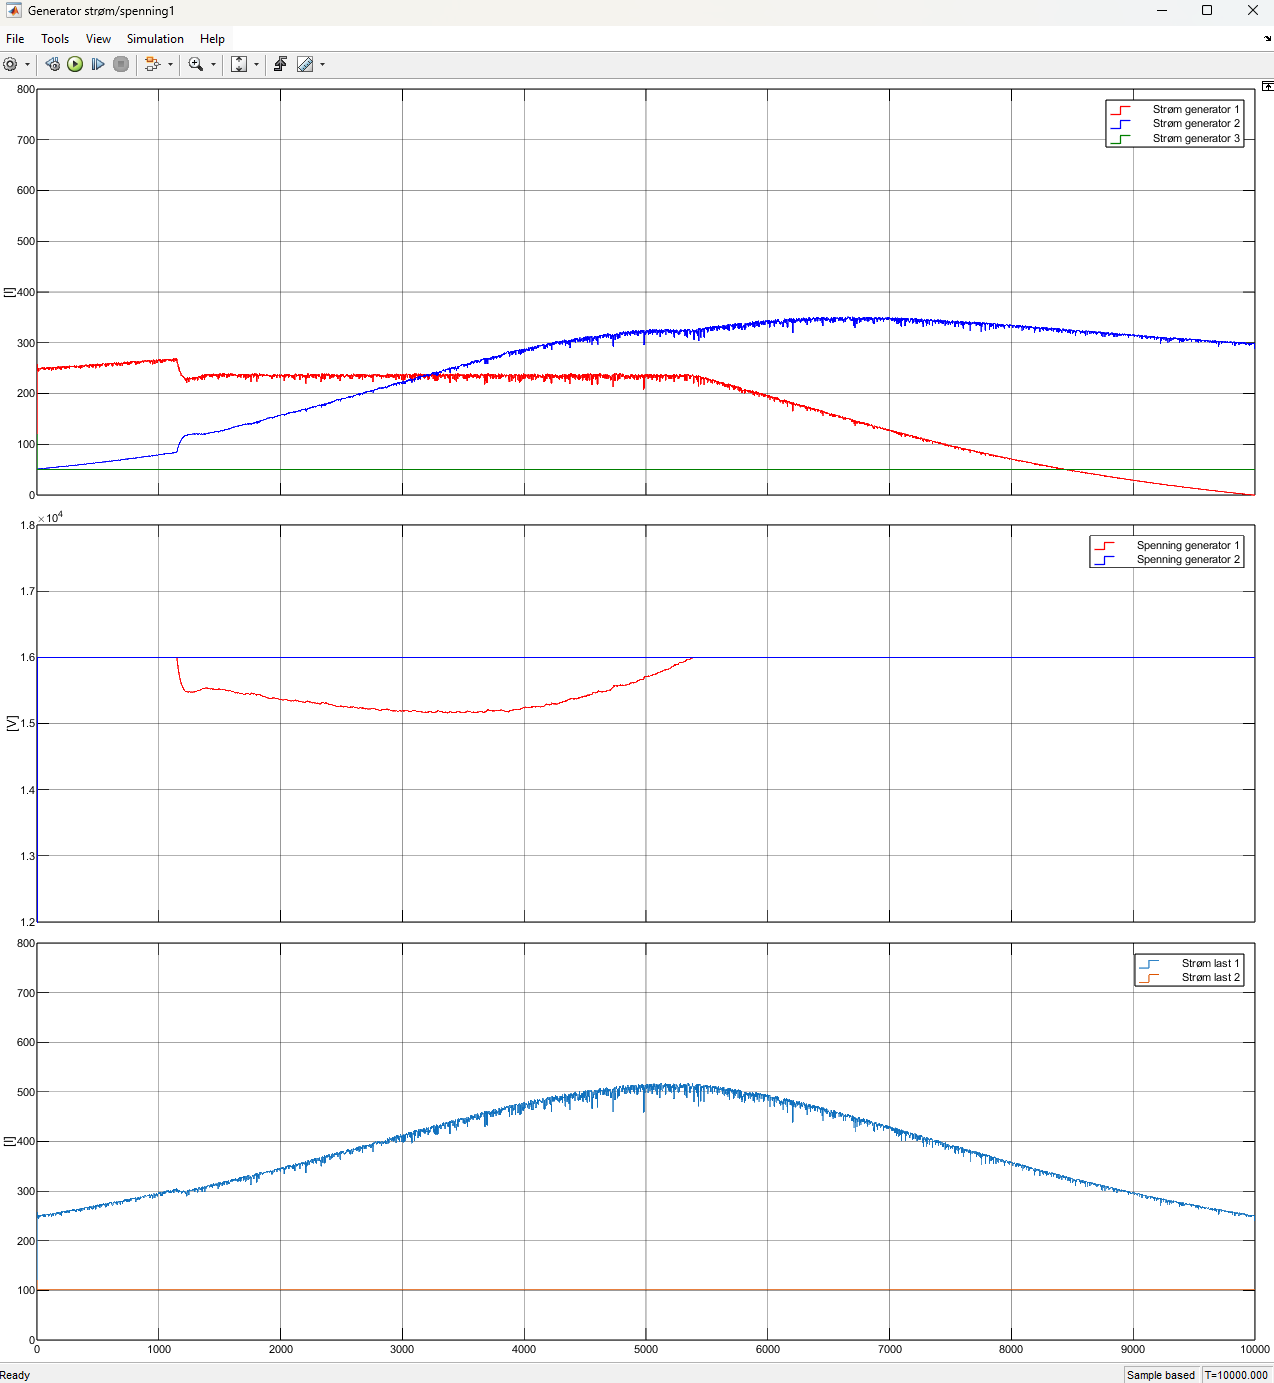 Generator strøm/spenning1
File Tools View Simulation Help
800
700
600
500
400
300
200
100
0
[I]
Strøm generator 1
Strøm generator 2
Strøm generator 3
×10⁴
1.8
1.7
1.6
1.5
1.4
1.3
1.2
[V]
Spenning generator 1
Spenning generator 2
800
700
600
500
400
300
200
100
0
[I]
Strøm last 1
Strøm last 2
0 1000 2000 3000 4000 5000 6000 7000 8000 9000 10000
Ready Sample based T=10000.000